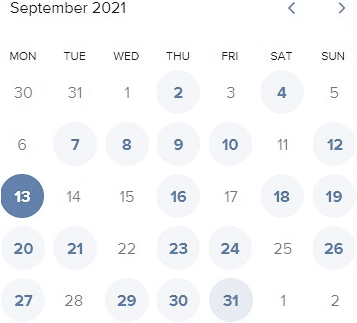 September 2021
MON TUE WED THU FRI SAT SUN
30 31 1 2 3 4 5
6 7 8 9 10 11 12
13 14 15 16 17 18 19
20 21 22 23 24 25 26
27 28 29 30 31 1 2